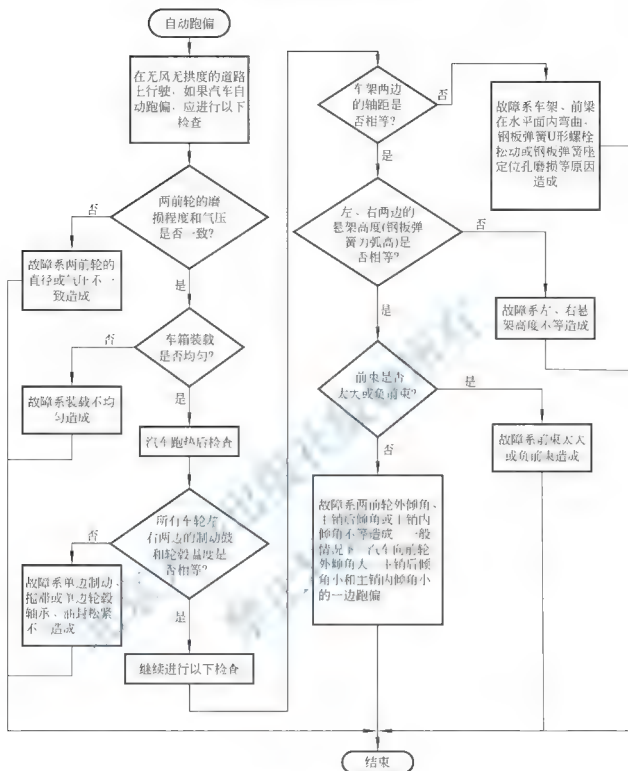 自动跑偏
在无风无拱度的道路
上行驶，如果汽车自
动跑偏，应进行以下
检查
两前轮的磨
损程度和气压
是否一致？
否
故障系两前轮的
直径或气压不一
致造成
是
车箱装载
是否均匀？
否
故障系装载不均
匀造成
是
汽车跑热后检查
所有车轮左
右两边的制动鼓
和轮毂温度是
否相等？
否
故障系单边制动
拖滞或单边轮毂
轴承、油封松紧
不一造成
是
继续进行以下检查
车架两边
的轴距是
否相等？
否
故障系车架、前梁
在水平面内弯曲，
钢板弹簧U形螺栓
松动或钢板弹簧座
定位孔磨损等原因
造成
是
左、右两边的
悬架高度(钢板弹
簧刀弧高)是
否相等？
否
故障系左、右悬
架高度不等造成
是
前束是否
太大或负前束？
是
故障系前束太大
或负前束造成
否
故障系两前轮外倾角、
主销后倾角或主销内
倾角不等造成 一般
情况下 汽车向前轮
外倾角大 主销后倾
角小和主销内倾角小
的一边跑偏
结束